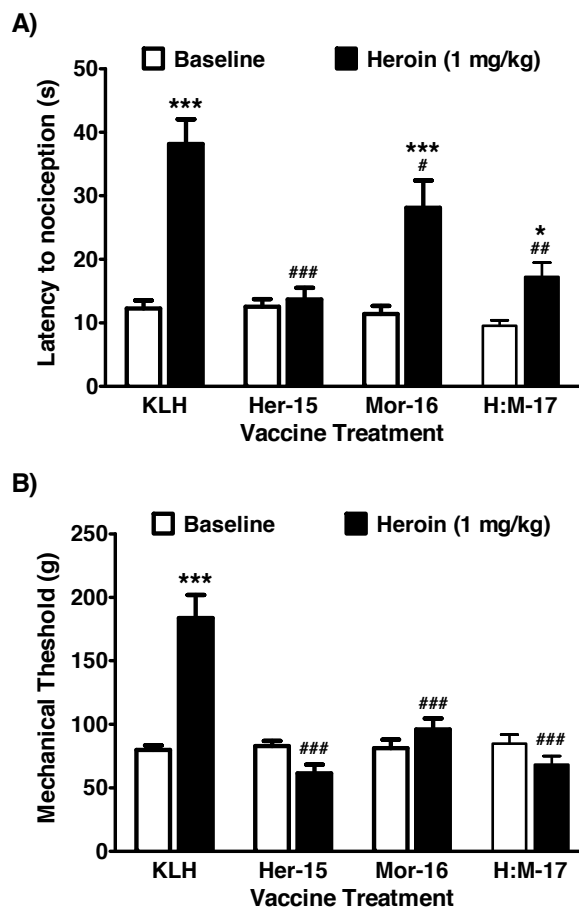 A)
Baseline Heroin (1 mg/kg)
Latency to nociception (s)
50
40
30
20
10
0
***
###
***
#
*
##
KLH Her-15 Mor-16 H:M-17
Vaccine Treatment
B)
Baseline Heroin (1 mg/kg)
Mechanical Theshold (g)
250
200
150
100
50
0
***
###
###
###
KLH Her-15 Mor-16 H:M-17
Vaccine Treatment